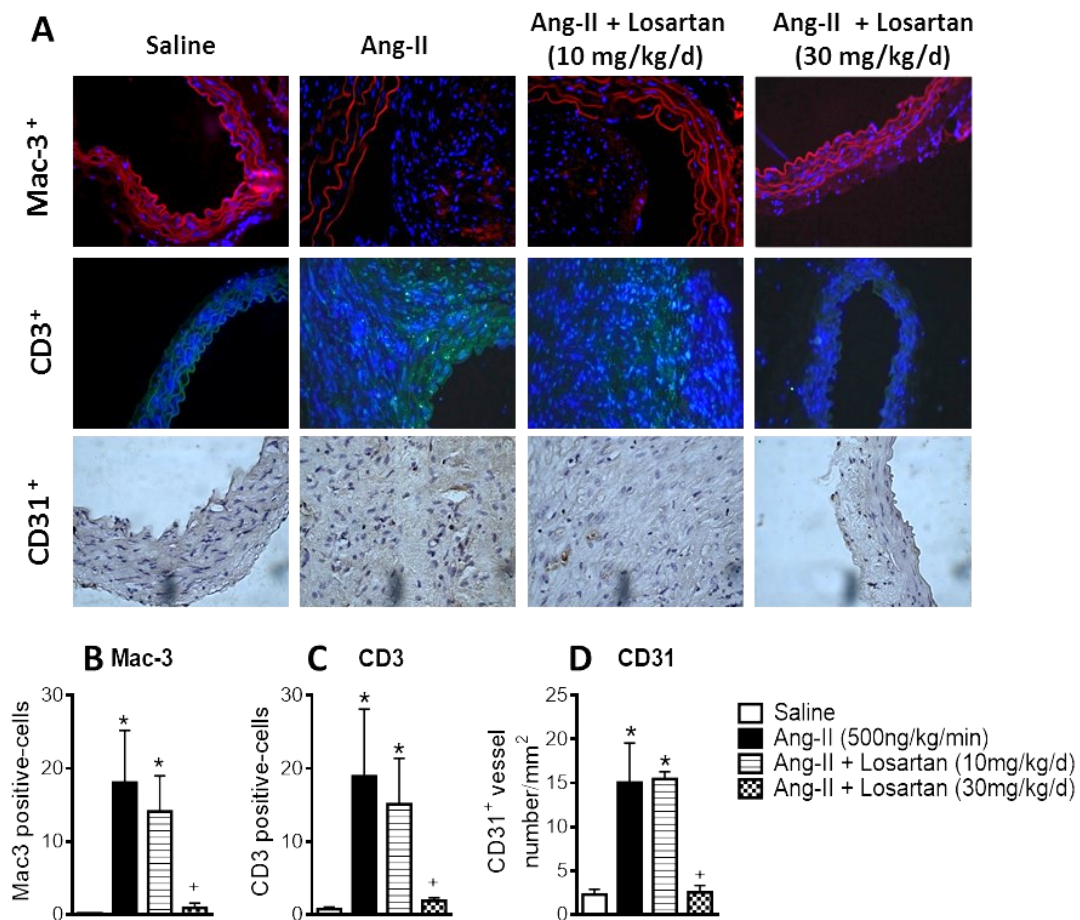 A
Saline
Ang-II
Ang-II + Losartan
(10 mg/kg/d)
Ang-II + Losartan
(30 mg/kg/d)
Mac-3⁺
CD3⁺
CD31⁺
B Mac-3
Mac3 positive-cells
30
20
10
0
*
*
+
C CD3
CD3 positive-cells
30
20
10
0
*
*
+
D CD31
CD31⁺ vessel
number/mm²
25
20
15
10
5
0
*
*
+
Saline
Ang-II (500ng/kg/min)
Ang-II + Losartan (10mg/kg/d)
Ang-II + Losartan (30mg/kg/d)